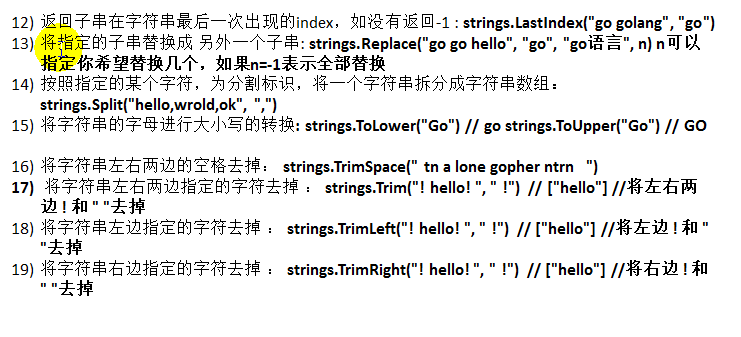 12) 返回子串在字符串最后一次出现的index，如没有返回-1 : strings.LastIndex("go golang", "go")
13) 将指定的子串替换成 另外一个子串: strings.Replace("go go hello", "go", "go语言", n) n可以
指定你希望替换几个，如果n=-1表示全部替换
14) 按照指定的某个字符，为分割标识，将一个字符串拆分成字符串数组：
strings.Split("hello,wrold,ok", ",")
15) 将字符串的字母进行大小写的转换: strings.ToLower("Go") // go strings.ToUpper("Go") // GO
16) 将字符串左右两边的空格去掉： strings.TrimSpace(" tn a lone gopher ntrn   ")
17) 将字符串左右两边指定的字符去掉 ： strings.Trim("! hello! ", " !")  // ["hello"] //将左右两
边 ! 和 " "去掉
18) 将字符串左边指定的字符去掉 ： strings.TrimLeft("! hello! ", " !")  // ["hello"] //将左边 ! 和 "
"去掉
19) 将字符串右边指定的字符去掉 ： strings.TrimRight("! hello! ", " !")  // ["hello"] //将右边 ! 和
" "去掉